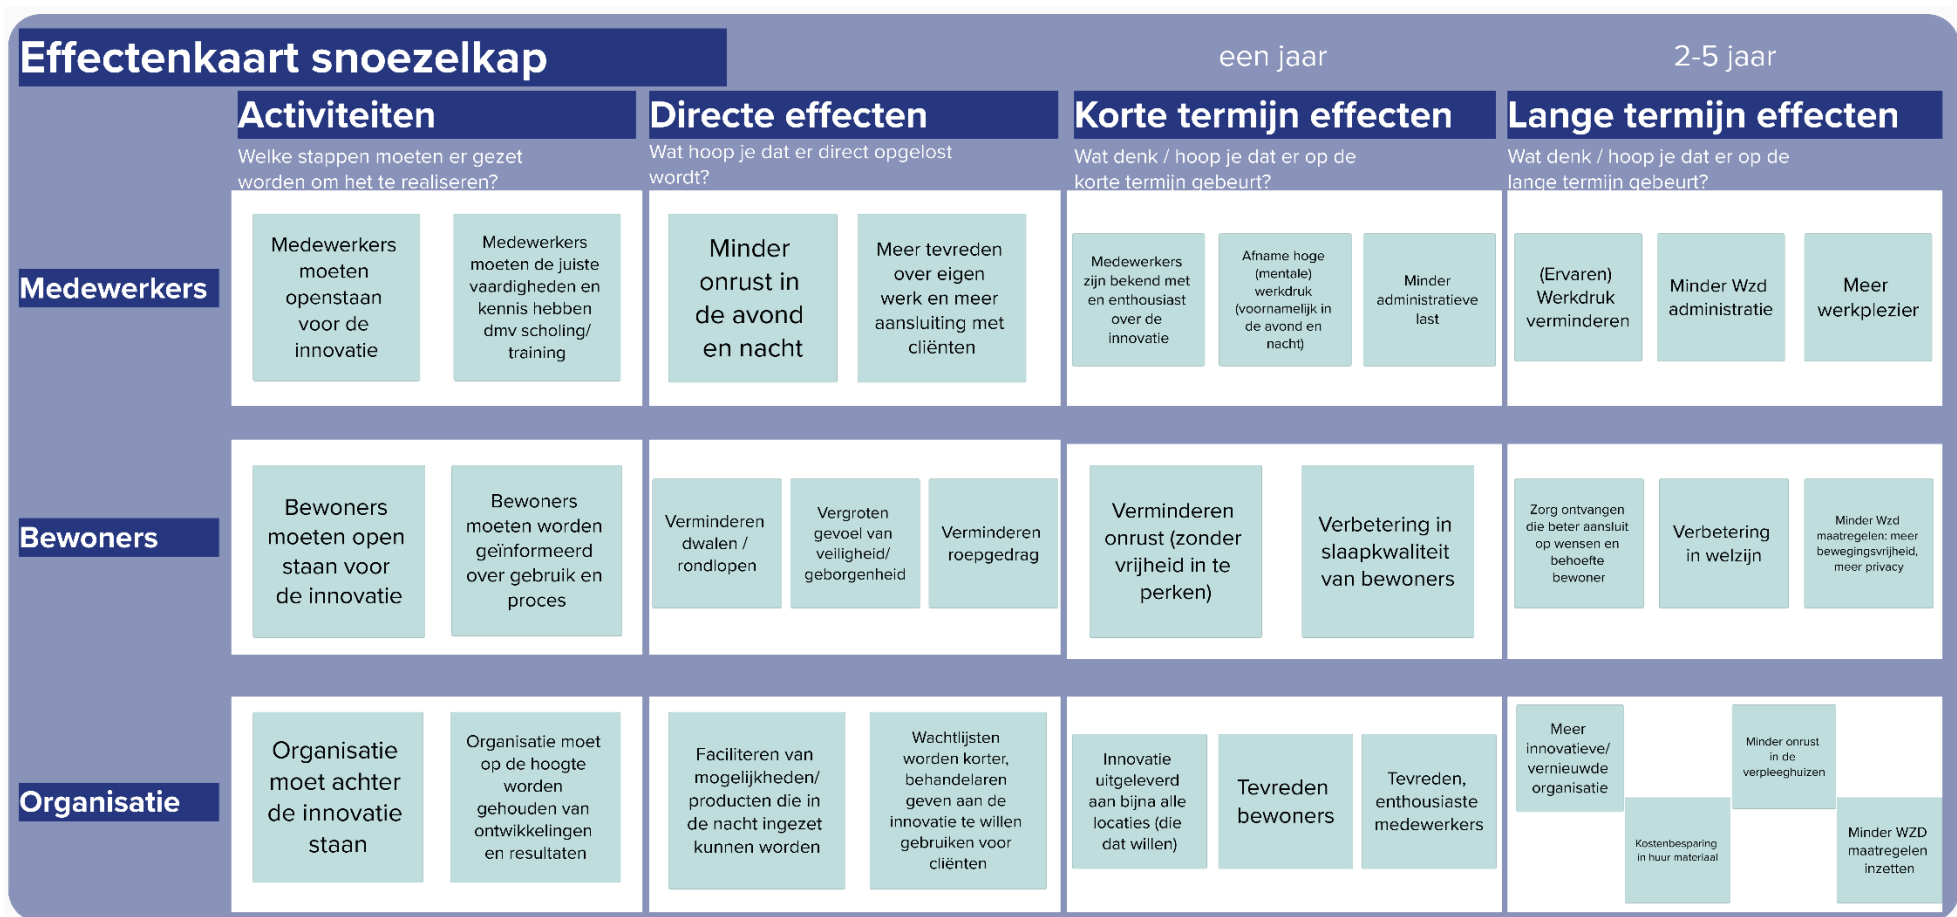 Effectenkaart snoezelkap
een jaar
2-5 jaar
Activiteiten
Directe effecten
Korte termijn effecten
Lange termijn effecten
Welke stappen moeten er gezet
worden om het te realiseren?
Wat hoop je dat er direct opgelost
wordt?
Wat denk / hoop je dat er op de
korte termijn gebeurt?
Wat denk / hoop je dat er op de
lange termijn gebeurt?
Medewerkers
Medewerkers
moeten
openstaan
voor de
innovatie
Medewerkers
moeten de juiste
vaardigheden en
kennis hebben
dmv scholing/
training
Minder
onrust in
de avond
en nacht
Meer tevreden
over eigen
werk en meer
aansluiting met
cliënten
Medewerkers
zijn bekend met
en enthousiast
over de
innovatie
Afname hoge
(mentale)
werkdruk
(voornamelijk in
de avond en
nacht)
Minder
administratieve
last
(Ervaren)
Werkdruk
verminderen
Minder Wzd
administratie
Meer
werkplezier
Bewoners
Bewoners
moeten open
staan voor
de innovatie
Bewoners
moeten worden
geïnformeerd
over gebruik en
proces
Verminderen
dwalen /
rondlopen
Vergroten
gevoel van
veiligheid/
geborgenheid
Verminderen
roepgedrag
Verminderen
onrust (zonder
vrijheid in te
perken)
Verbetering in
slaapkwaliteit
van bewoners
Zorg ontvangen
die beter aansluit
op wensen en
behoefte
bewoner
Verbetering
in welzijn
Minder Wzd
maatregelen: meer
bewegingsvrijheid,
meer privacy
Organisatie
Organisatie
moet achter
de innovatie
staan
Organisatie moet
op de hoogte
worden
gehouden van
ontwikkelingen
en resultaten
Faciliteren van
mogelijkheden/
producten die in
de nacht ingezet
kunnen worden
Wachtlijsten
worden korter,
behandelaren
geven aan de
innovatie te willen
gebruiken voor
cliënten
Innovatie
uitgeleverd
aan bijna alle
locaties (die
dat willen)
Tevreden
bewoners
Tevreden,
enthousiaste
medewerkers
Meer
innovatieve/
vernieuwde
organisatie
Kostenbesparing
in huur materiaal
Minder onrust
in de
verpleeghuizen
Minder WZD
maatregelen
inzetten